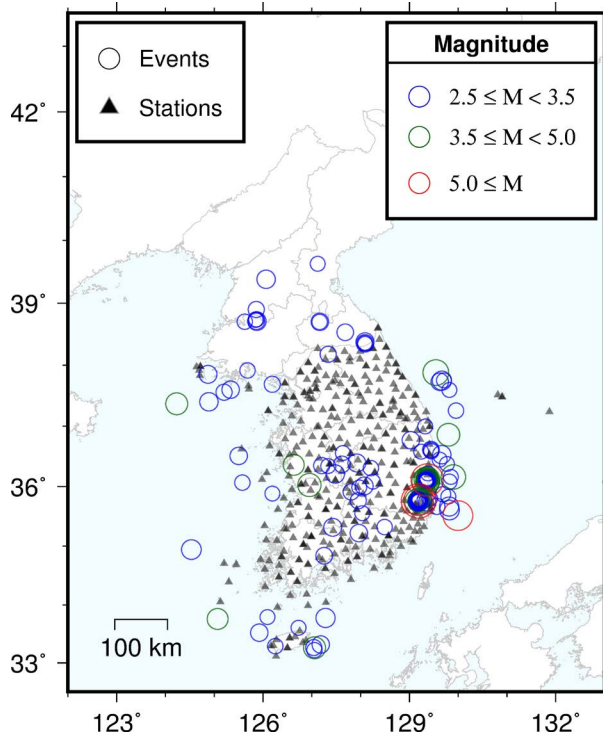 Events
Stations
Magnitude
2.5 ≤ M < 3.5
3.5 ≤ M < 5.0
5.0 ≤ M
42˚
39˚
36˚
33˚
100 km
123˚
126˚
129˚
132˚